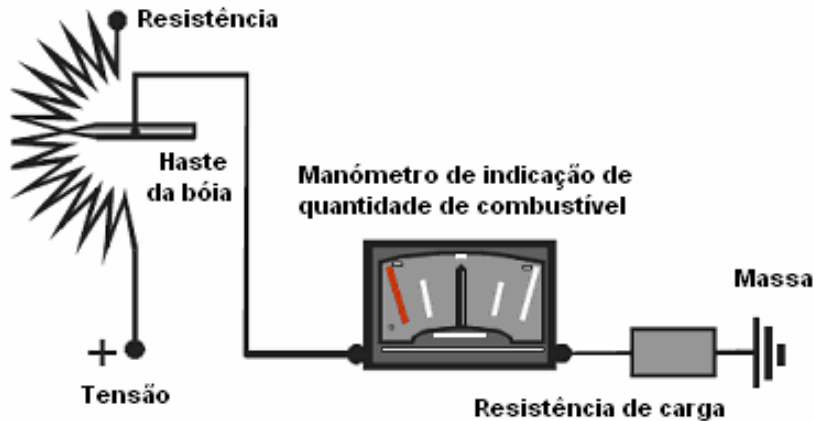 Resistência
Haste
da bóia
Manómetro de indicação de
quantidade de combustível
Massa
+
Tensão
Resistência de carga